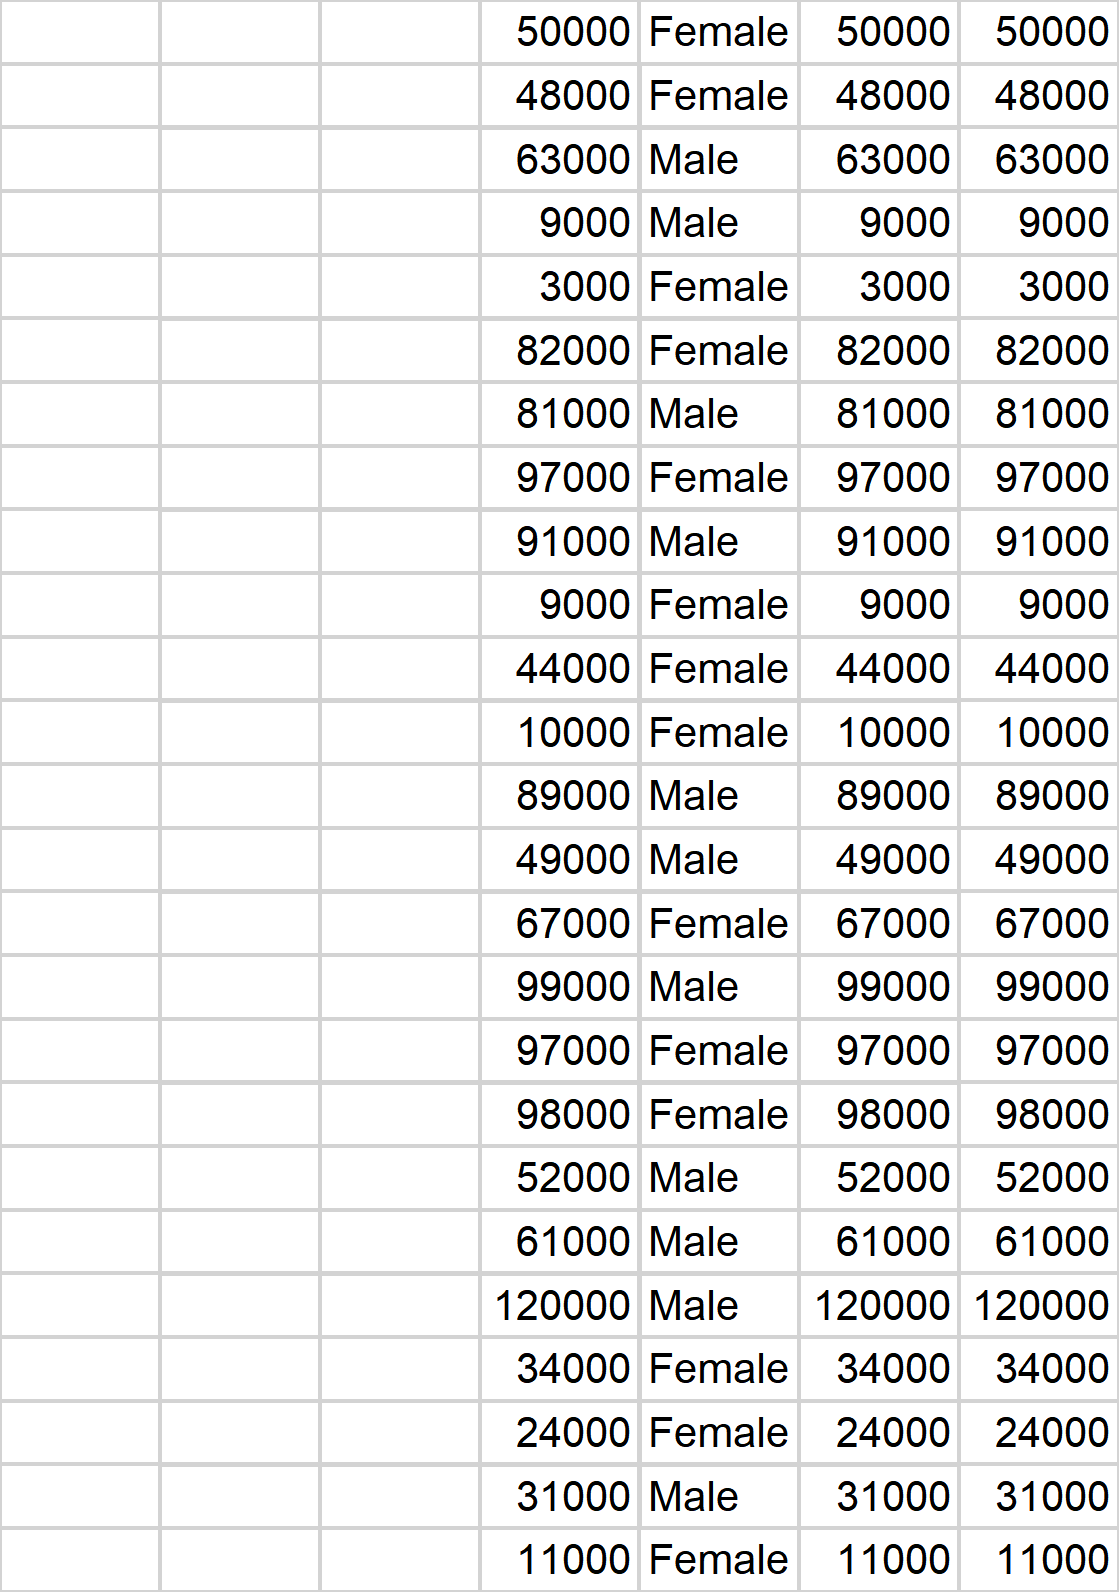 50000 Female 50000 50000
48000 Female 48000 48000
63000 Male 63000 63000
9000 Male 9000 9000
3000 Female 3000 3000
82000 Female 82000 82000
81000 Male 81000 81000
97000 Female 97000 97000
91000 Male 91000 91000
9000 Female 9000 9000
44000 Female 44000 44000
10000 Female 10000 10000
89000 Male 89000 89000
49000 Male 49000 49000
67000 Female 67000 67000
99000 Male 99000 99000
97000 Female 97000 97000
98000 Female 98000 98000
52000 Male 52000 52000
61000 Male 61000 61000
120000 Male 120000 120000
34000 Female 34000 34000
24000 Female 24000 24000
31000 Male 31000 31000
11000 Female 11000 11000